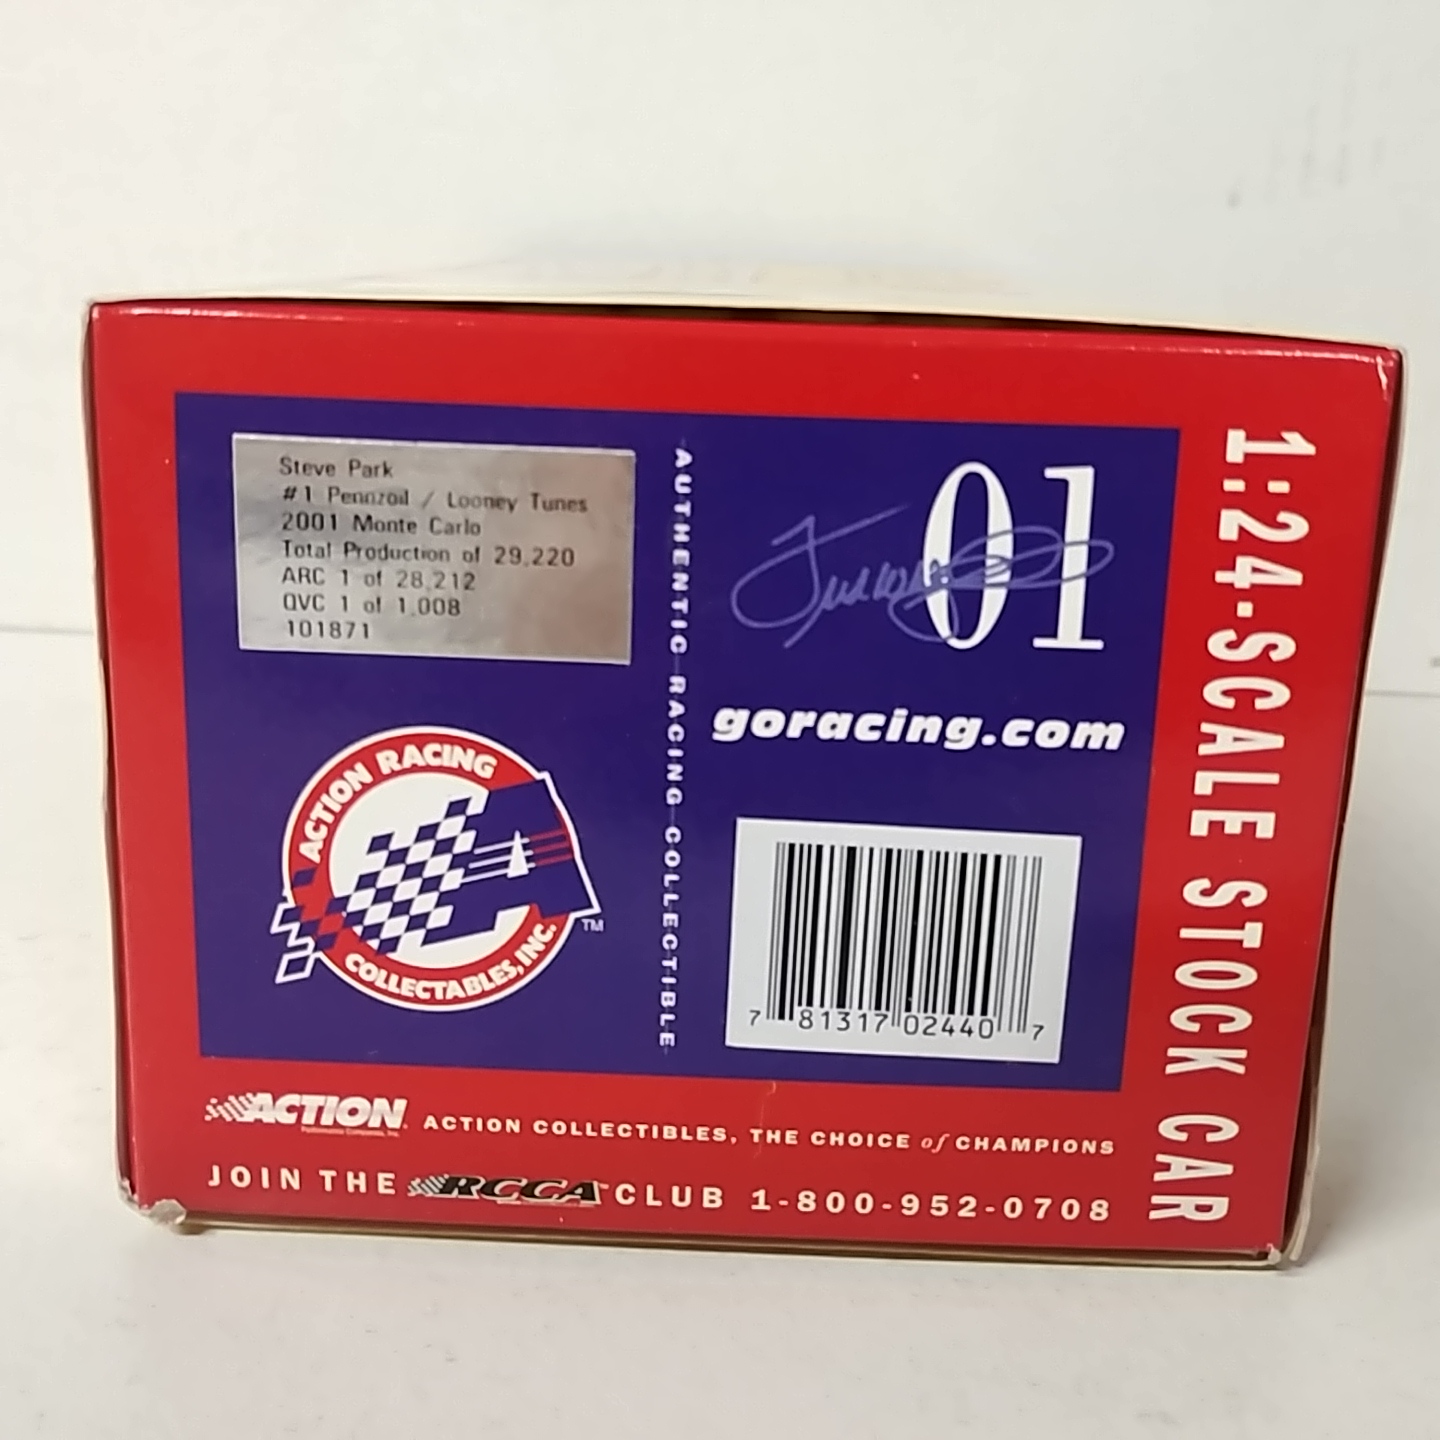 Steve Park
#1 Pennzoil / Looney Tunes
2001 Monte Carlo
Total Production of 29,220
ARC 1 of 28,212
QVC 1 of 1,008
101871
AUTHENTIC RACING COLLECTIBLE
01
goracing.com
ACTION RACING
COLLECTABLES, INC.
TM
7 81317 02440 7
1:24-SCALE STOCK CAR
ACTION
ACTION COLLECTIBLES, THE CHOICE of CHAMPIONS
JOIN THE RCCA CLUB 1-800-952-0708